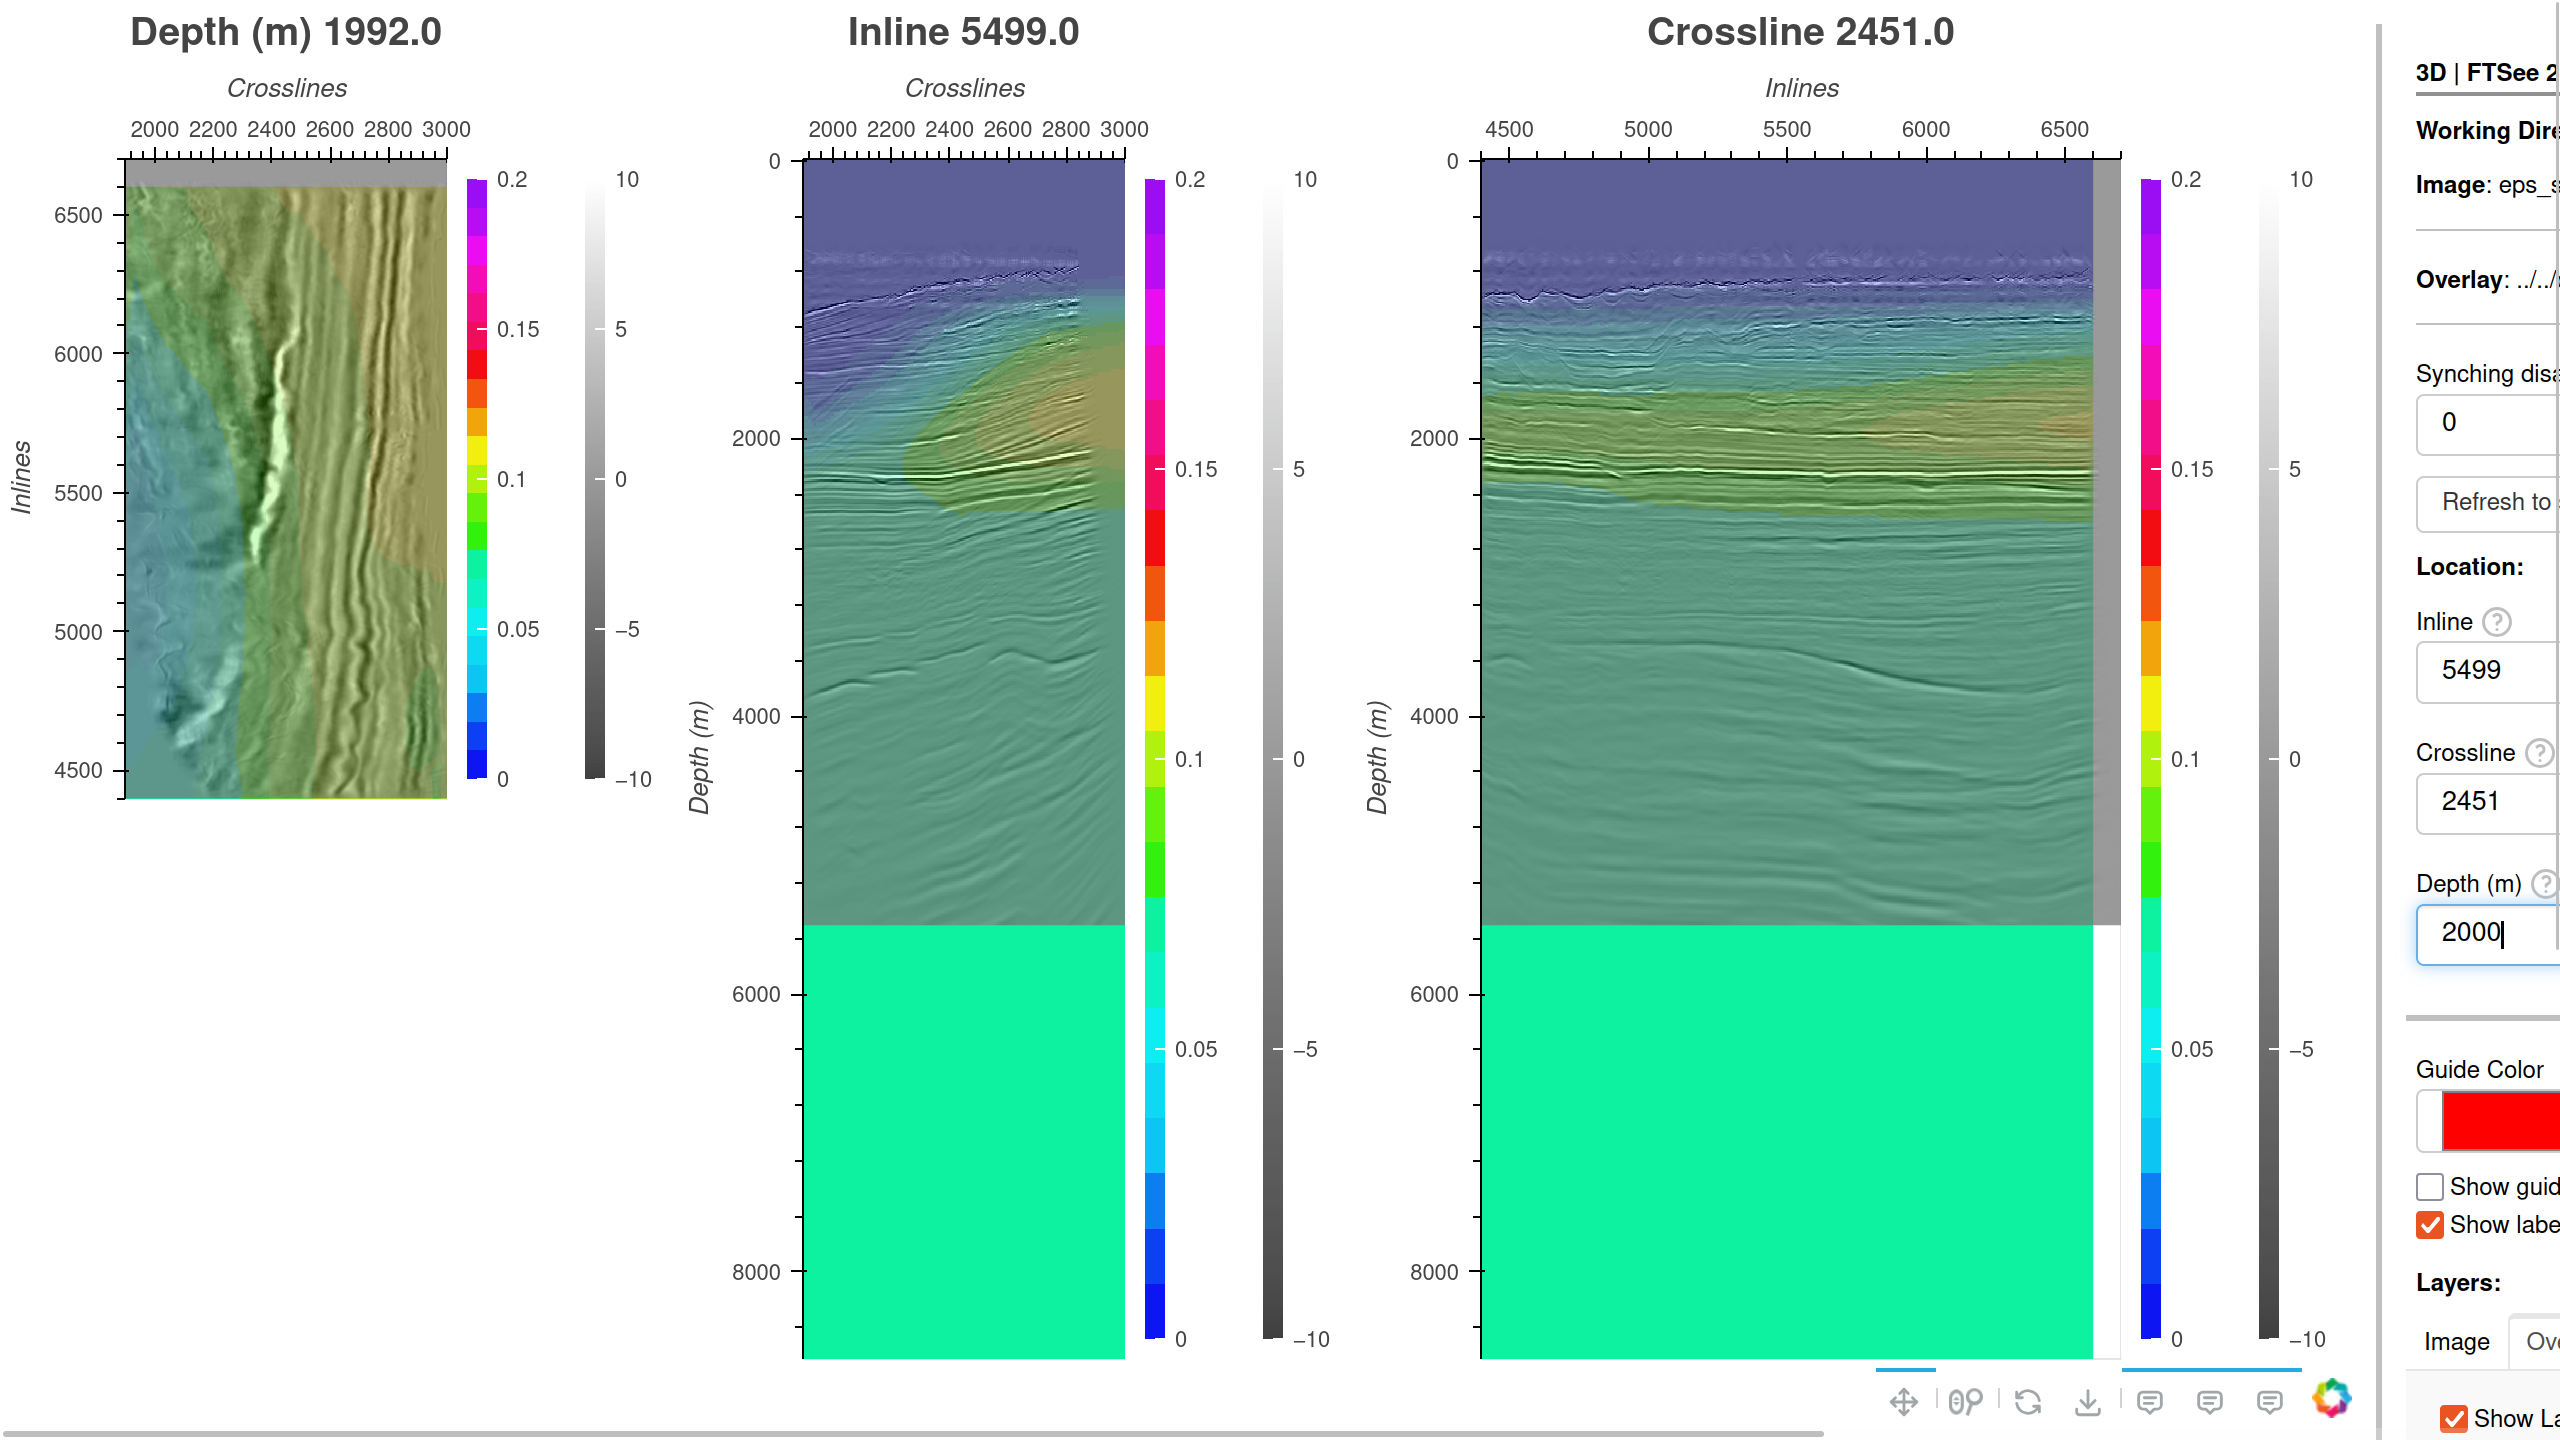 Depth (m) 1992.0
Crosslines
2000 2200 2400 2600 2800 3000
Inlines
6500
6000
5500
5000
4500
0.2
0.15
0.1
0.05
0
10
5
0
−5
−10
Inline 5499.0
Crosslines
2000 2200 2400 2600 2800 3000
Depth (m)
0
2000
4000
6000
8000
0.2
0.15
0.1
0.05
0
10
5
0
−5
−10
Crossline 2451.0
Inlines
4500 5000 5500 6000 6500
Depth (m)
0
2000
4000
6000
8000
0.2
0.15
0.1
0.05
0
10
5
0
−5
−10
3D | FTSee 2
Working Dire
Image: eps_s
Overlay: ../../
Synching disa
0
Refresh to
Location:
Inline ?
5499
Crossline ?
2451
Depth (m) ?
2000
Guide Color
Show guid
Show labe
Layers:
Image Ove
Show La